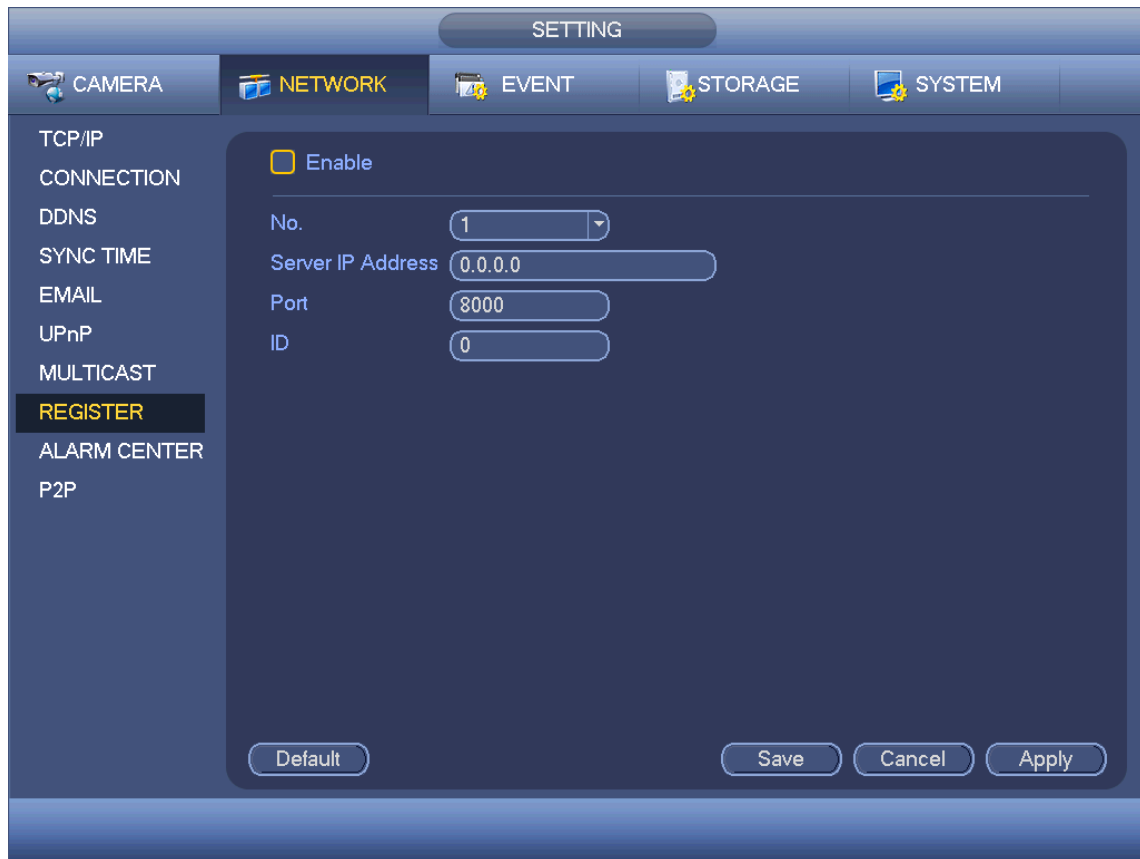 SETTING
CAMERA NETWORK EVENT STORAGE SYSTEM
TCP/IP
CONNECTION
DDNS
SYNC TIME
EMAIL
UPnP
MULTICAST
REGISTER
ALARM CENTER
P2P
Enable
No. 1
Server IP Address 0.0.0.0
Port 8000
ID 0
Default Save Cancel Apply